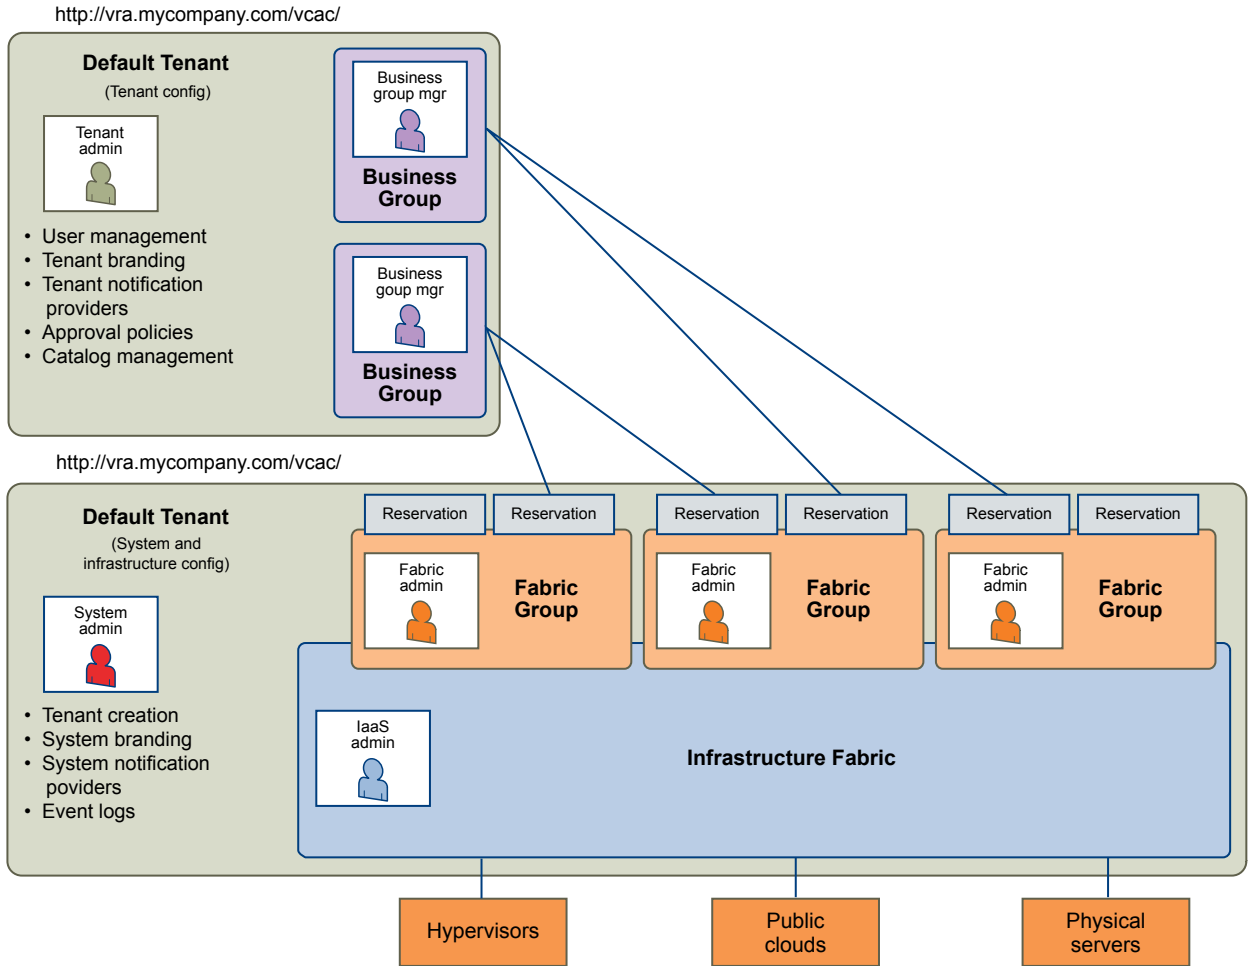 http://vra.mycompany.com/vcac/
Default Tenant
(Tenant config)
Tenant
admin
• User management
• Tenant branding
• Tenant notification
providers
• Approval policies
• Catalog management
Business
group mgr
Business
Group
Business
goup mgr
Business
Group
http://vra.mycompany.com/vcac/
Default Tenant
(System and
infrastructure config)
System
admin
• Tenant creation
• System branding
• System notification
poviders
• Event logs
Reservation
Reservation
Fabric
admin
Fabric
Group
Reservation
Reservation
Fabric
admin
Fabric
Group
Reservation
Reservation
Fabric
admin
Fabric
Group
IaaS
admin
Infrastructure Fabric
Hypervisors
Public
clouds
Physical
servers